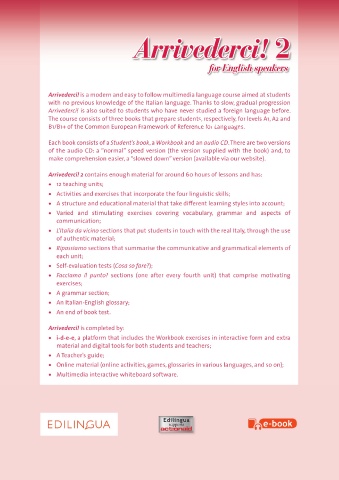 Arrivederci! 2
for English speakers
Arrivederci! is a modern and easy to follow multimedia language course aimed at students
with no previous knowledge of the Italian language. Thanks to slow, gradual progression
Arrivederci! is also suited to students who have never studied a foreign language before.
The course consists of three books that prepare students, respectively, for levels A1, A2 and
B1/B1+ of the Common European Framework of Reference for Languages.
Each book consists of a Student's book, a Workbook and an audio CD. There are two versions
of the audio CD: a "normal" speed version (the version supplied with the book) and, to
make comprehension easier, a "slowed down" version (available via our website).
Arrivederci! 2 contains enough material for around 60 hours of lessons and has:
• 12 teaching units;
• Activities and exercises that incorporate the four linguistic skills;
• A structure and educational material that take different learning styles into account;
• Varied and stimulating exercises covering vocabulary, grammar and aspects of
communication;
• L'Italia da vicino sections that put students in touch with the real Italy, through the use
of authentic material;
• Ripassiamo sections that summarise the communicative and grammatical elements of
each unit;
• Self-evaluation tests (Cosa so fare?);
• Facciamo il punto? sections (one after every fourth unit) that comprise motivating
exercises;
• A grammar section;
• An Italian-English glossary;
• An end of book test.
Arrivederci! is completed by:
• i-d-e-e, a platform that includes the Workbook exercises in interactive form and extra
material and digital tools for both students and teachers;
• A Teacher's guide;
• Online material (online activities, games, glossaries in various languages, and so on);
• Multimedia interactive whiteboard software.
EDILINGUA
Edilingua
supports
actionaid
e-book